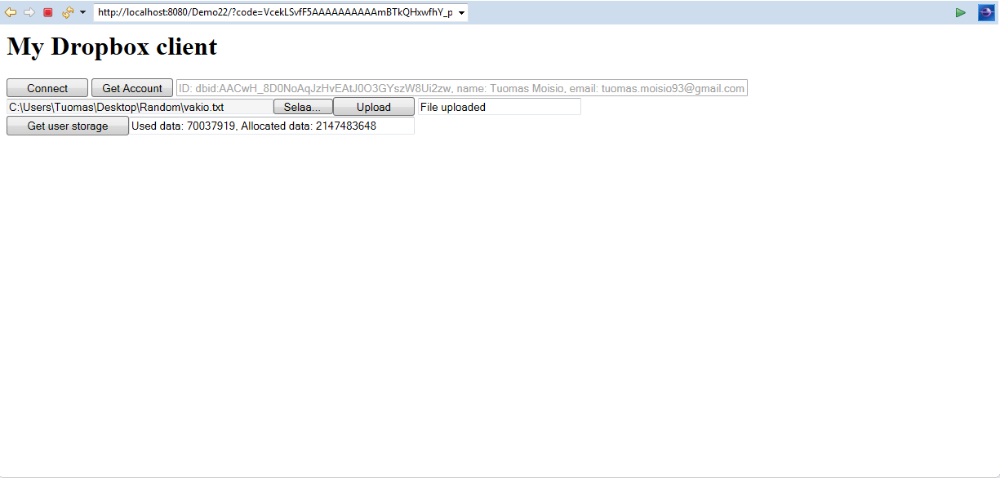 http://localhost:8080/Demo22/?code=VcekLSvfF5AAAAAAAAAAmBTkQHxwfhY_p
My Dropbox client
Connect Get Account ID: dbid:AACwH_8D0NoAqJzHvEAtJ0O3GYszW8Ui2zw, name: Tuomas Moisio, email: tuomas.moisio93@gmail.com
C:\Users\Tuomas\Desktop\Random\vakio.txt Selaa... Upload File uploaded
Get user storage Used data: 70037919, Allocated data: 2147483648